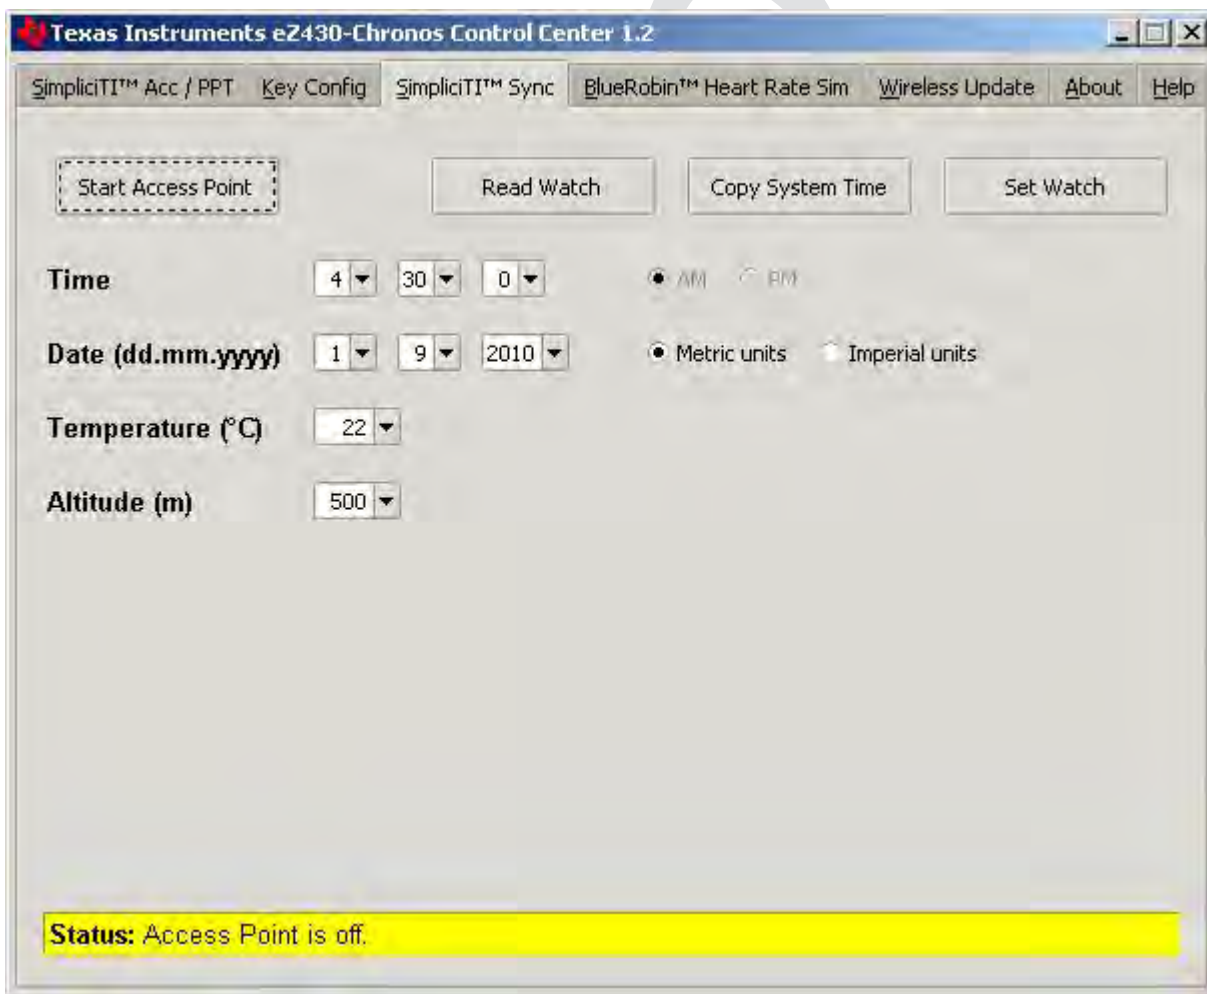 Texas Instruments eZ430-Chronos Control Center 1.2
SimpliciTI™ Acc / PPT Key Config SimpliciTI™ Sync BlueRobin™ Heart Rate Sim Wireless Update About Help
Start Access Point Read Watch Copy System Time Set Watch
Time 4 30 0 AM PM
Date (dd.mm.yyyy) 1 9 2010 Metric units Imperial units
Temperature (°C) 22
Altitude (m) 500
Status: Access Point is off.